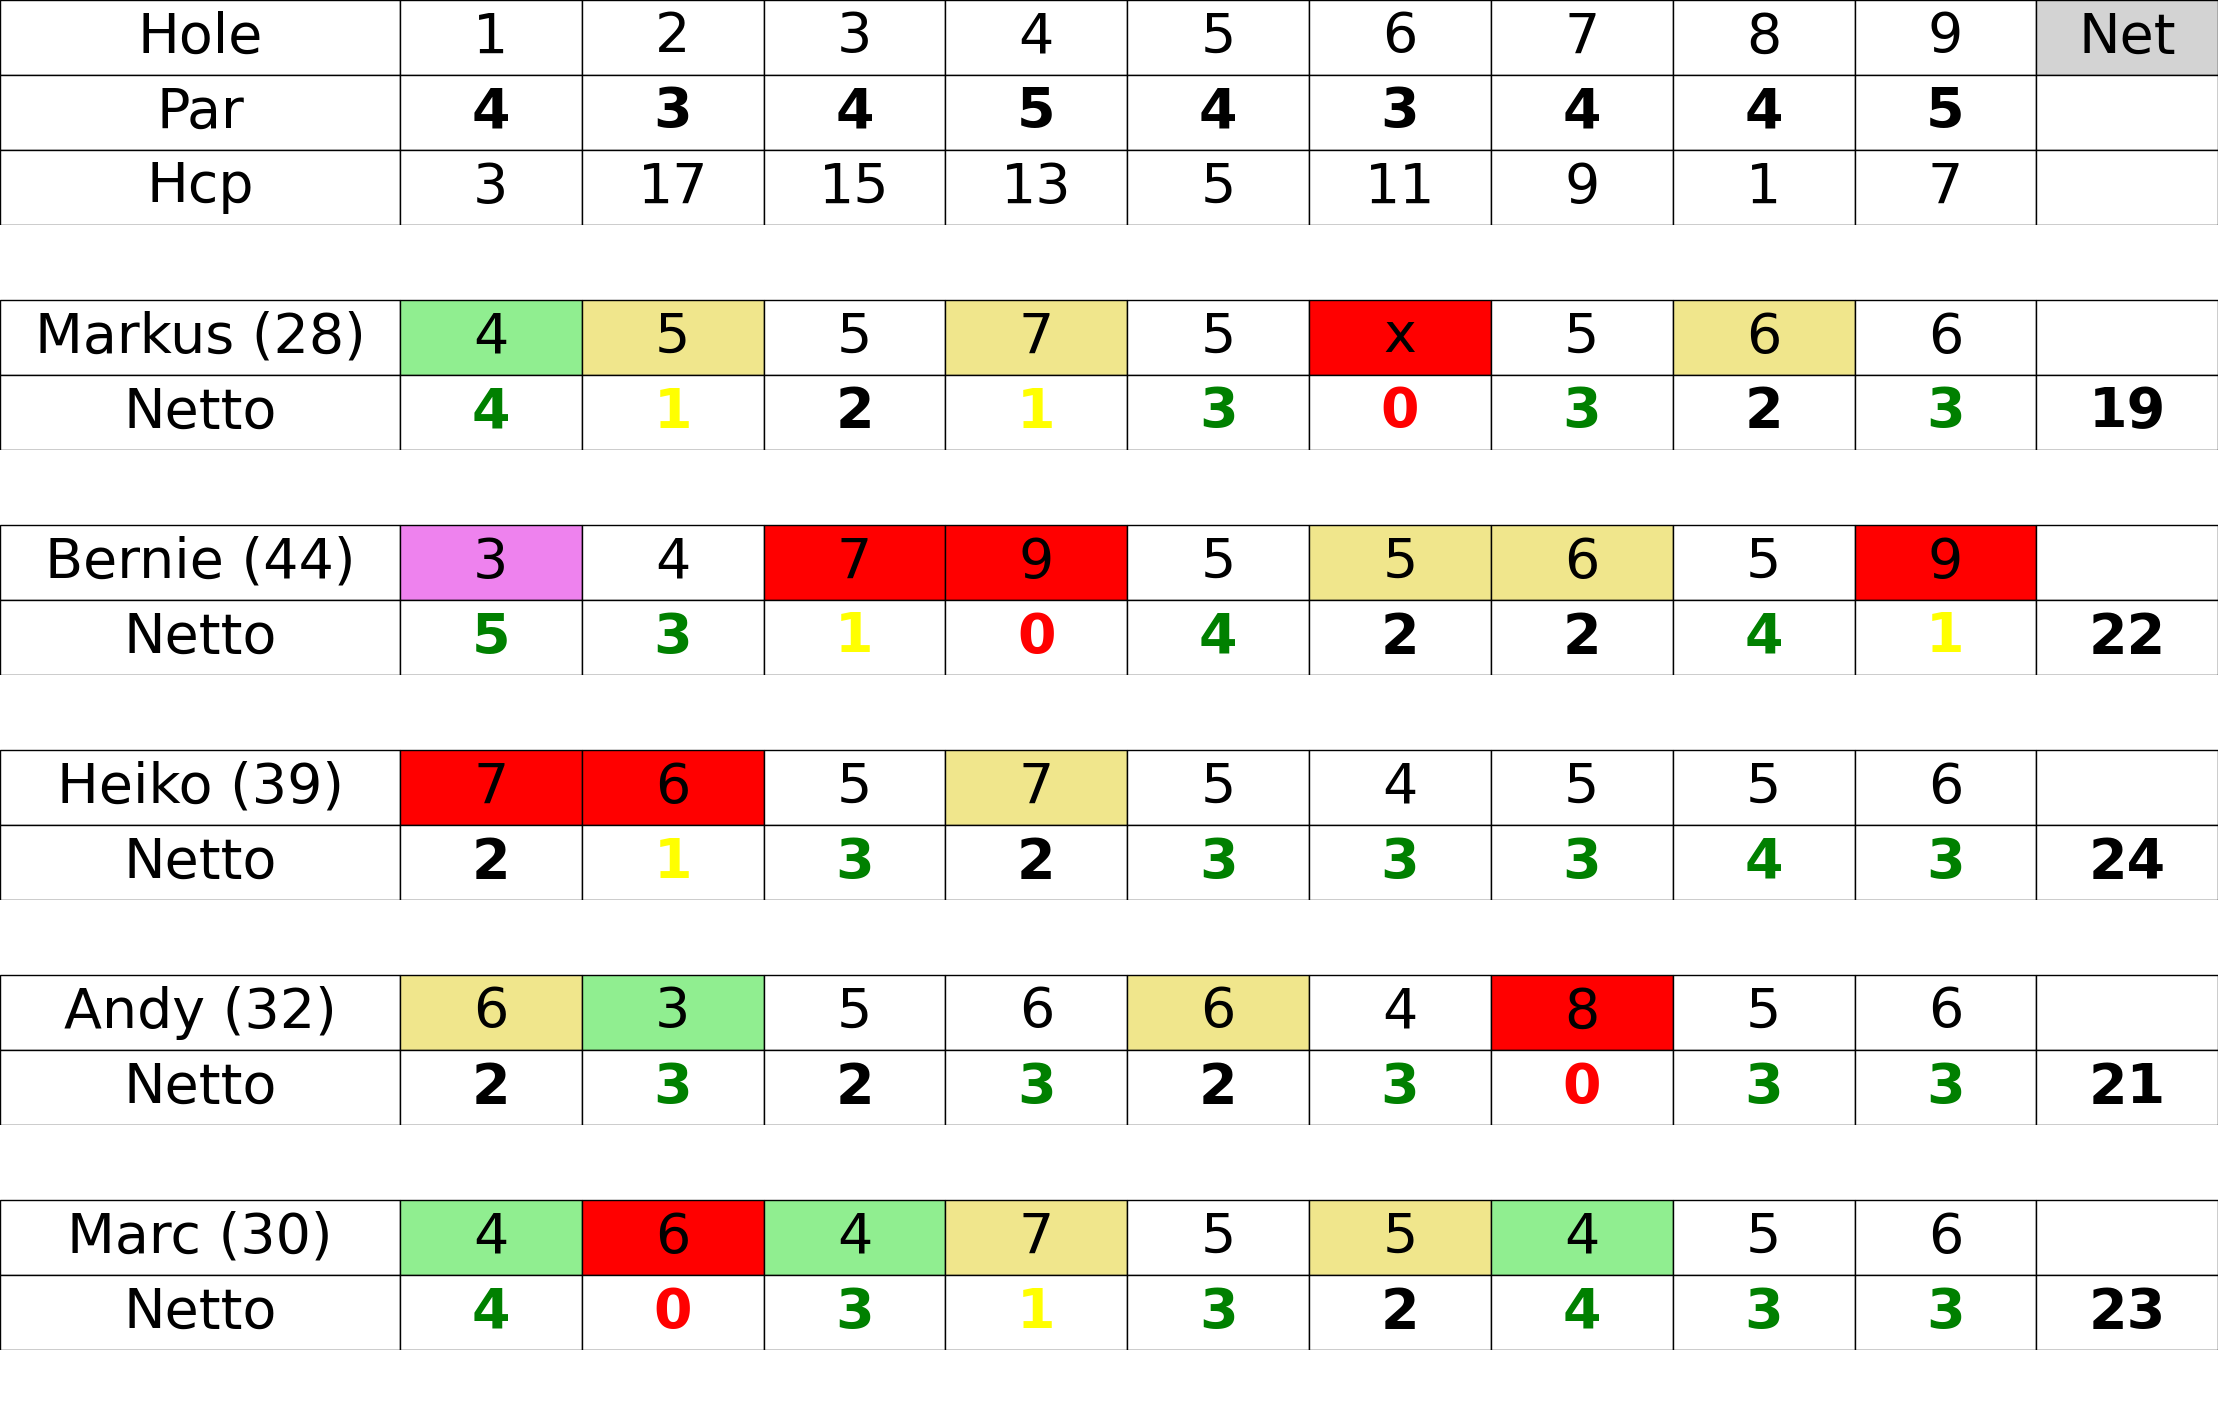 Hole 1 2 3 4 5 6 7 8 9 Net
Par 4 3 4 5 4 3 4 4 5
Hcp 3 17 15 13 5 11 9 1 7
Markus (28) 4 5 5 7 5 x 5 6 6
Netto 4 1 2 1 3 0 3 2 3 19
Bernie (44) 3 4 7 9 5 5 6 5 9
Netto 5 3 1 0 4 2 2 4 1 22
Heiko (39) 7 6 5 7 5 4 5 5 6
Netto 2 1 3 2 3 3 3 4 3 24
Andy (32) 6 3 5 6 6 4 8 5 6
Netto 2 3 2 3 2 3 0 3 3 21
Marc (30) 4 6 4 7 5 5 4 5 6
Netto 4 0 3 1 3 2 4 3 3 23